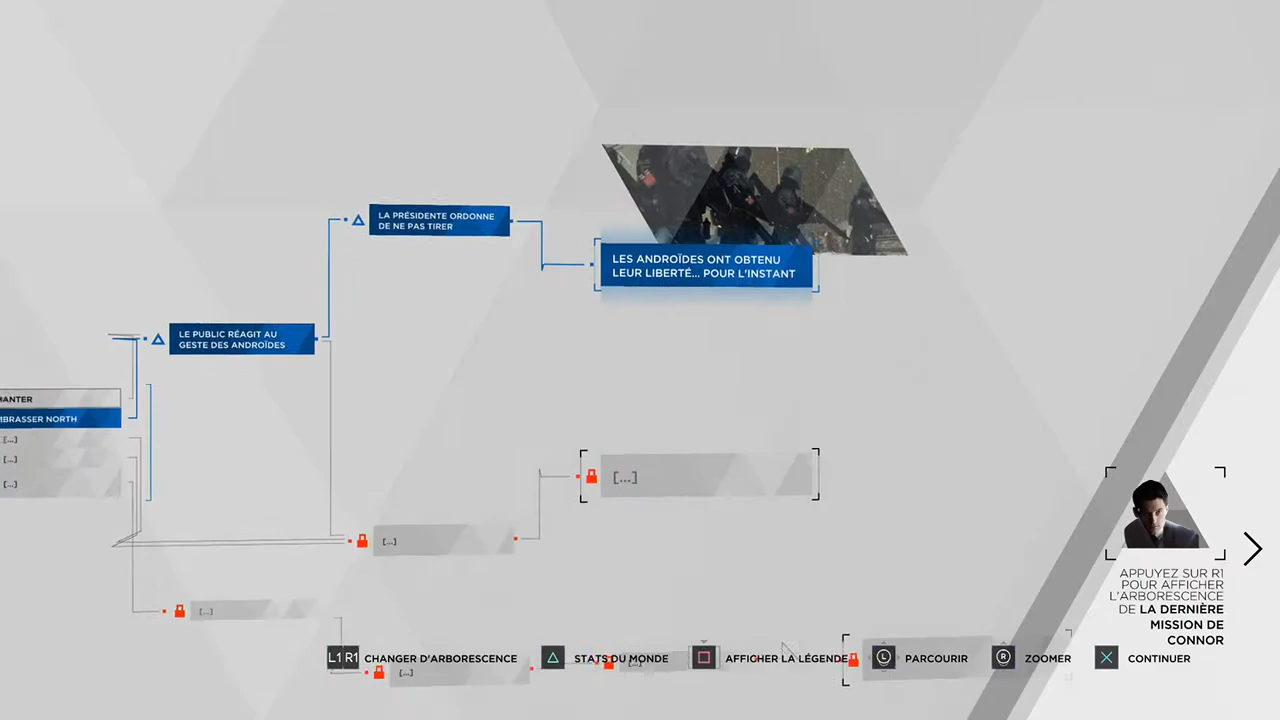 LA PRÉSIDENTE ORDONNE
DE NE PAS TIRER
LES ANDROÏDES ONT OBTENU
LEUR LIBERTÉ... POUR L'INSTANT
LE PUBLIC RÉAGIT AU
GESTE DES ANDROÏDES
MANTER
MBRASSER NORTH
[...]
[...]
[...]
[...]
[...]
[...]
APPUYEZ SUR R1
POUR AFFICHER
L'ARBORESCENCE
DE LA DERNIÈRE
MISSION DE
CONNOR
L1 R1 CHANGER D'ARBORESCENCE STATS DU MONDE AFFICHER LA LÉGENDE L PARCOURIR R ZOOMER CONTINUER
[...]
[...]